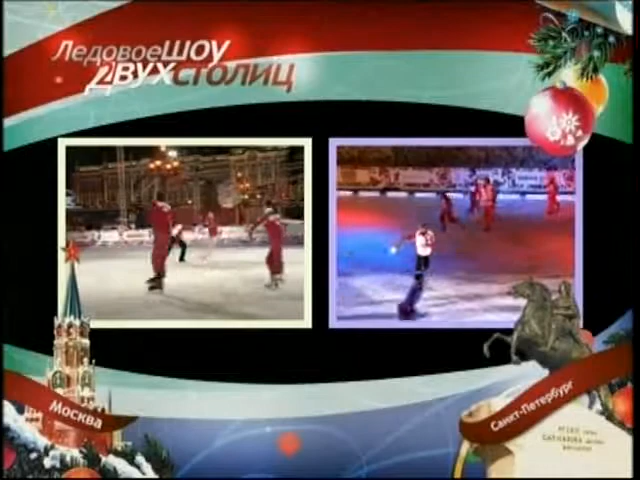 Ледовое шоу
двух столиц
Москва
Санкт-Петербург